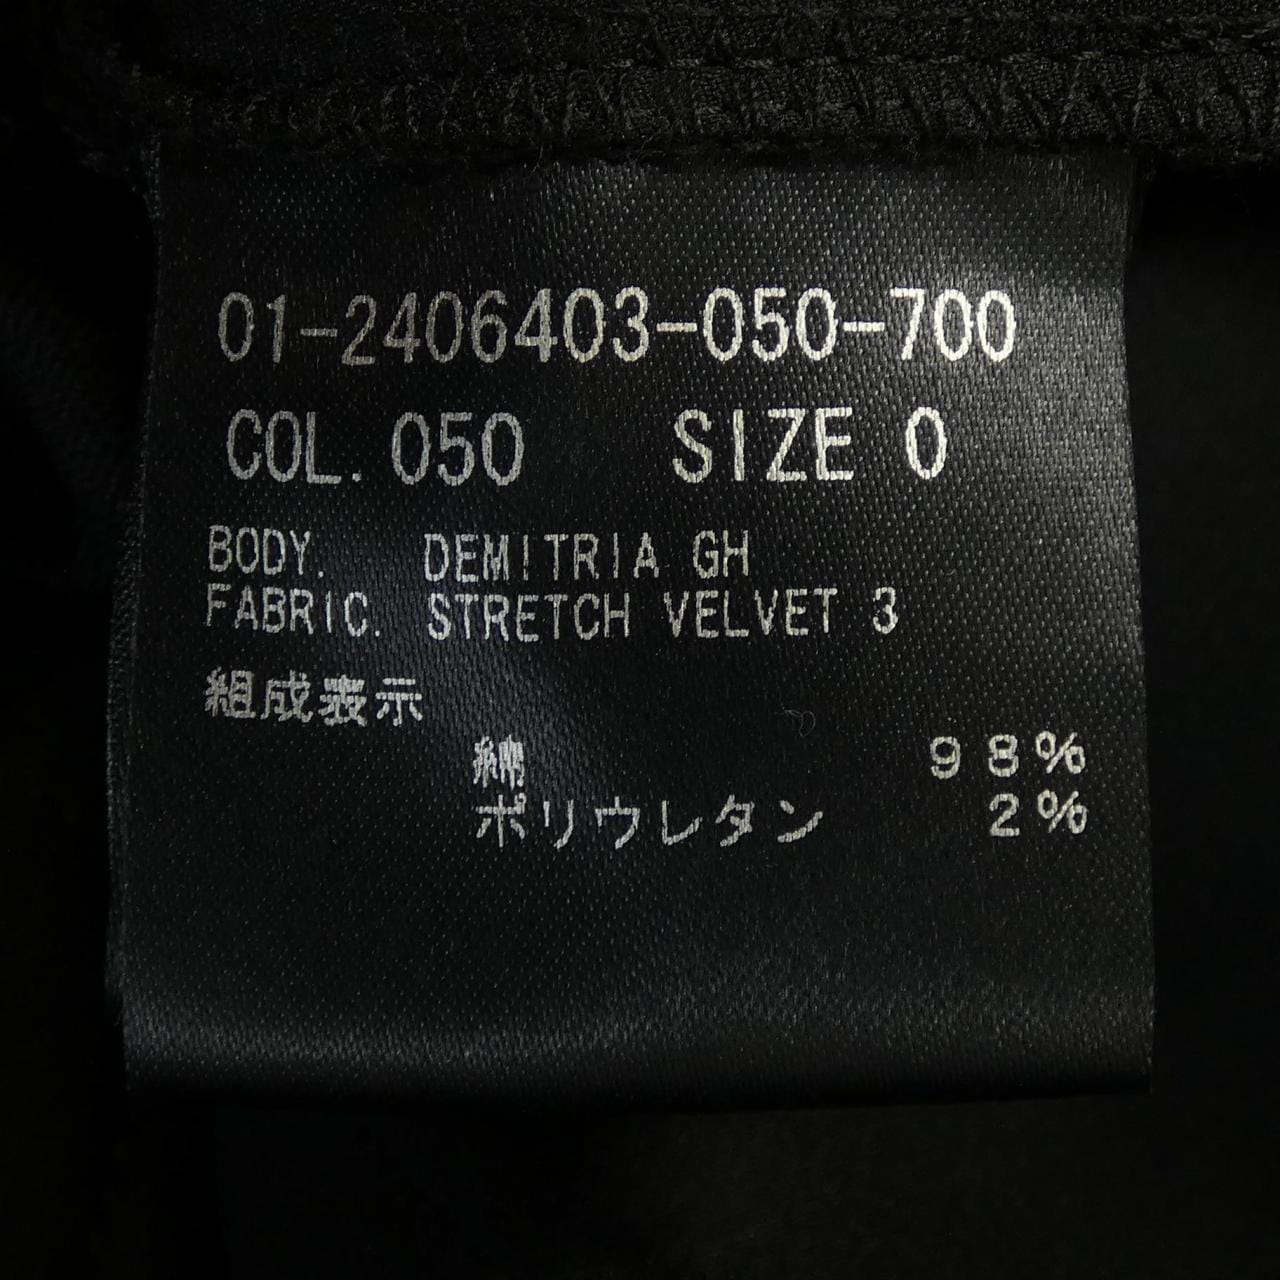 01-2406403-050-700
COL. 050 SIZE 0
BODY. DEMITRIA GH
FABRIC. STRETCH VELVET 3
組成表示
綿 98%
ポリウレタン 2%